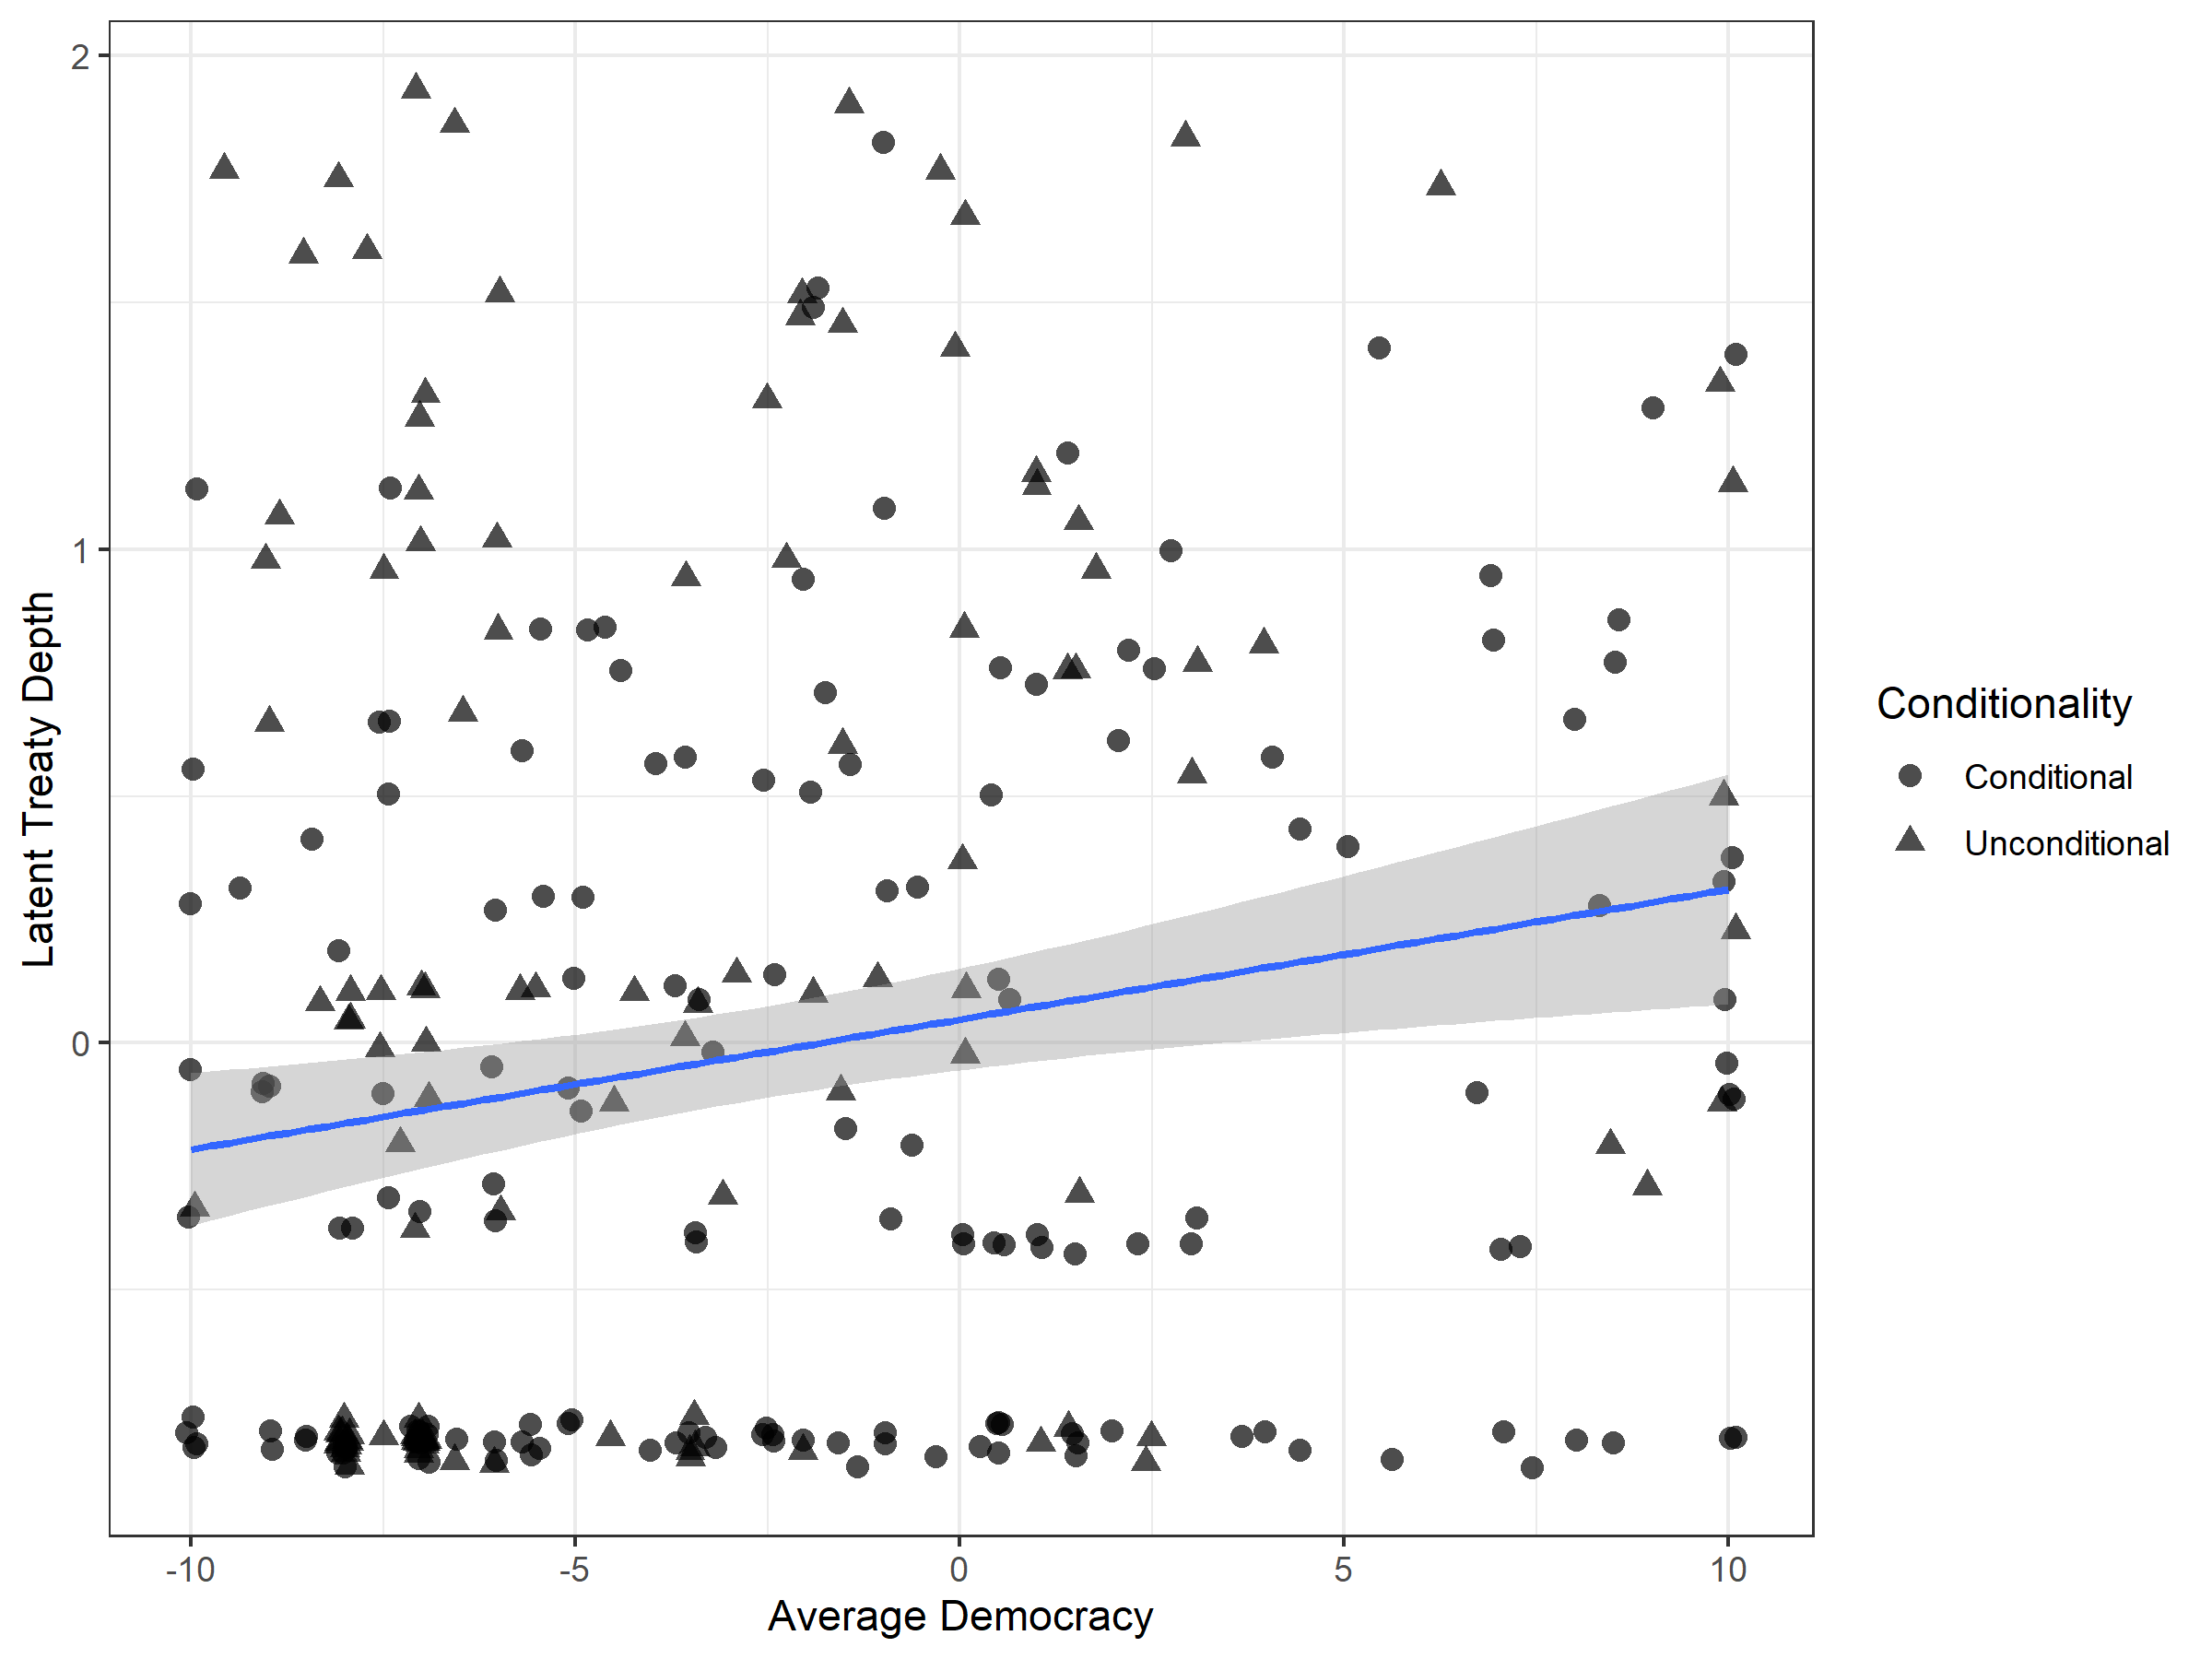 2
1
0
Latent Treaty Depth
-10
-5
0
5
10
Average Democracy
Conditionality
Conditional
Unconditional